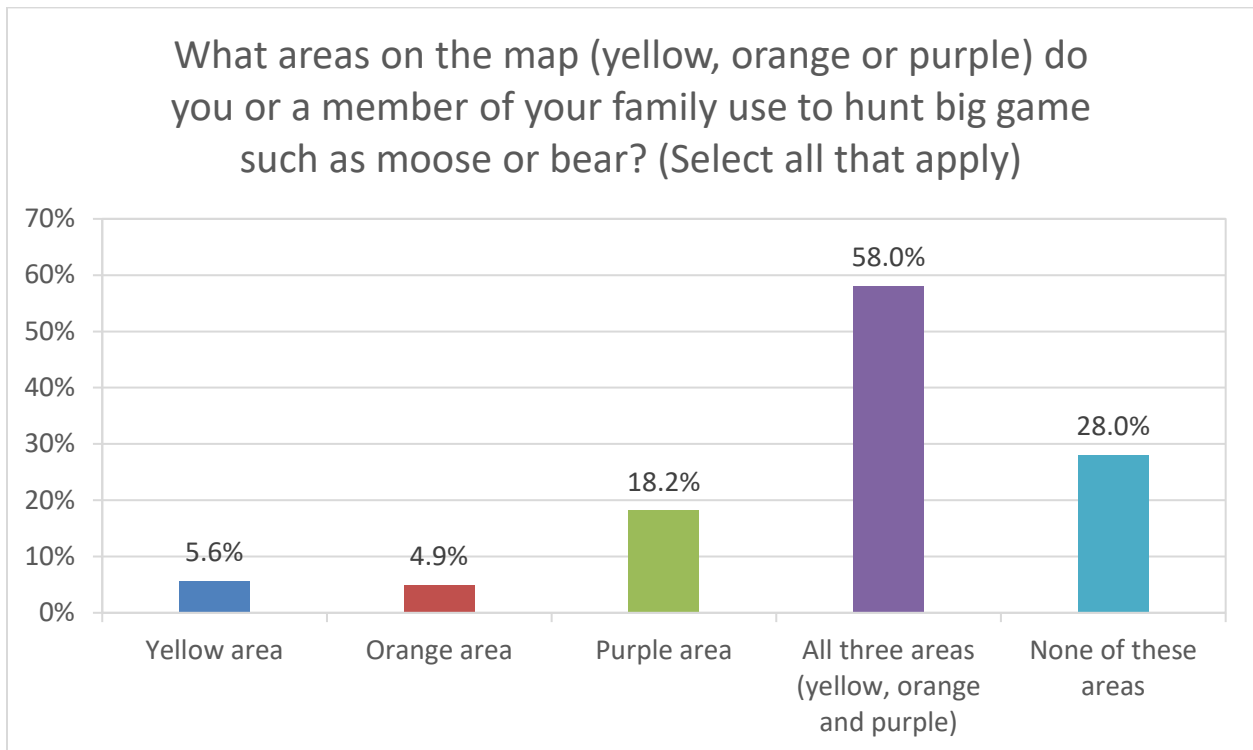 What areas on the map (yellow, orange or purple) do
you or a member of your family use to hunt big game
such as moose or bear? (Select all that apply)
70%
60%
50%
40%
30%
20%
10%
0%
5.6%
4.9%
18.2%
58.0%
28.0%
Yellow area
Orange area
Purple area
All three areas
(yellow, orange
and purple)
None of these
areas